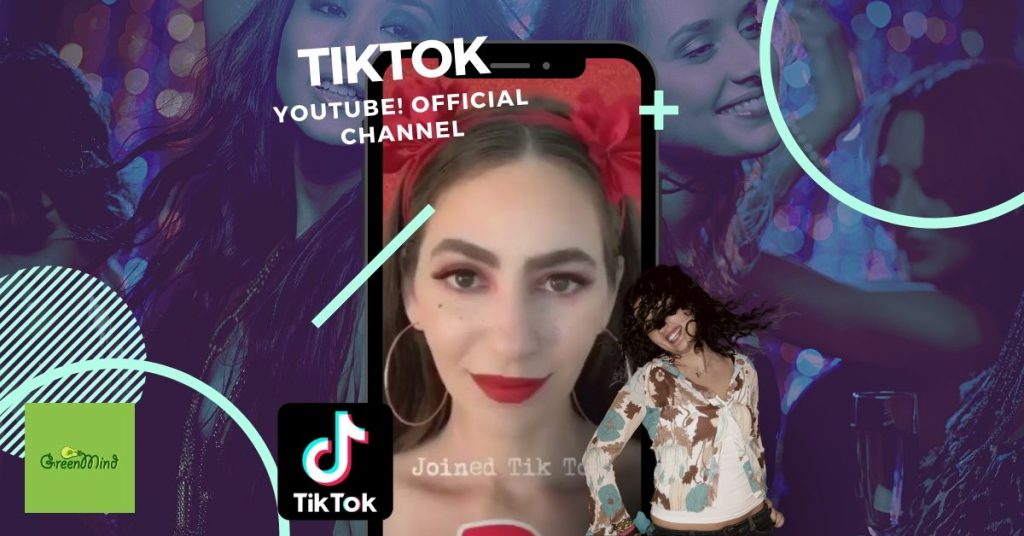 TIKTOK
YOUTUBE! OFFICIAL
CHANNEL
Joined Tik To
GreenMind
TikTok